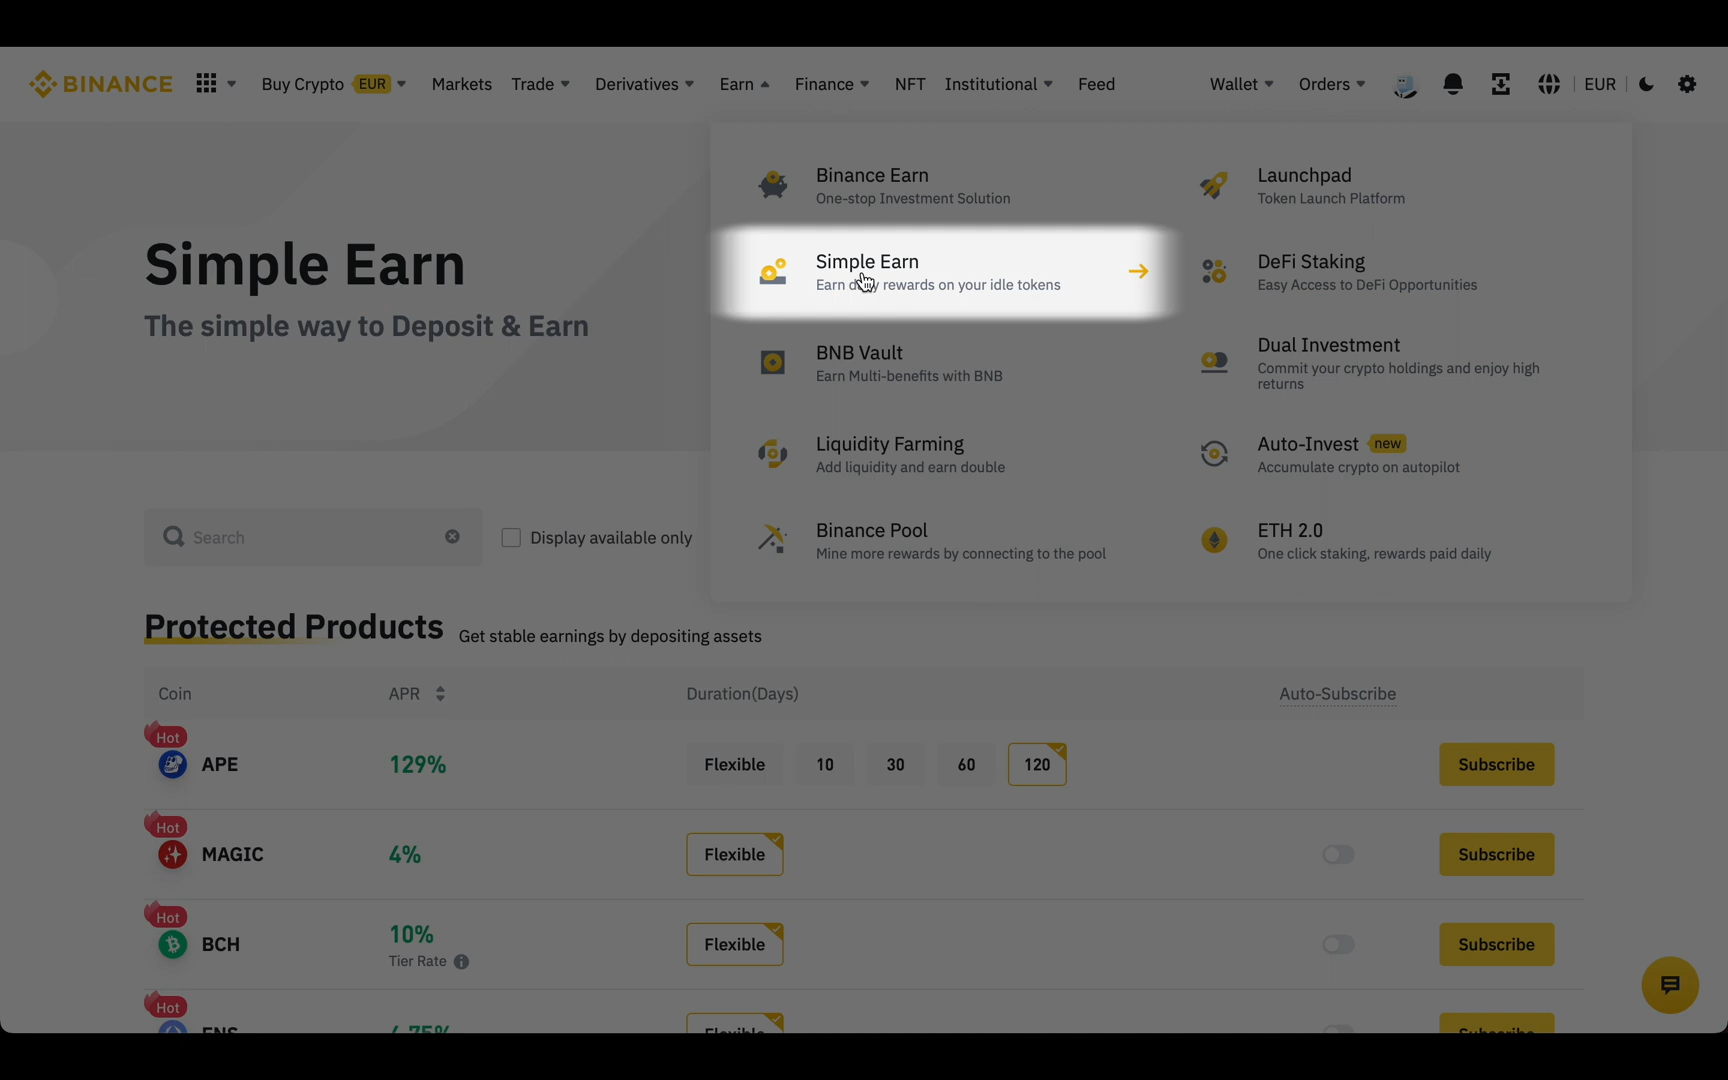 BINANCE
Buy Crypto EUR
Markets
Trade
Derivatives
Earn
Finance
NFT
Institutional
Feed
Wallet
Orders
EUR
Simple Earn
The simple way to Deposit & Earn
Binance Earn
One-stop Investment Solution
Launchpad
Token Launch Platform
Simple Earn
Earn rewards on your idle tokens
DeFi Staking
Easy Access to DeFi Opportunities
BNB Vault
Earn Multi-benefits with BNB
Dual Investment
Commit your crypto holdings and enjoy high
returns
Liquidity Farming
Add liquidity and earn double
Auto-Invest new
Accumulate crypto on autopilot
Binance Pool
Mine more rewards by connecting to the pool
ETH 2.0
One click staking, rewards paid daily
Search
Display available only
Protected Products Get stable earnings by depositing assets
Coin
APR
Duration(Days)
Auto-Subscribe
Hot
APE
129%
Flexible
10
30
60
120
Subscribe
Hot
MAGIC
4%
Flexible
Subscribe
Hot
BCH
10%
Tier Rate
Flexible
Subscribe
Hot
ENS
Flexible
Subscribe